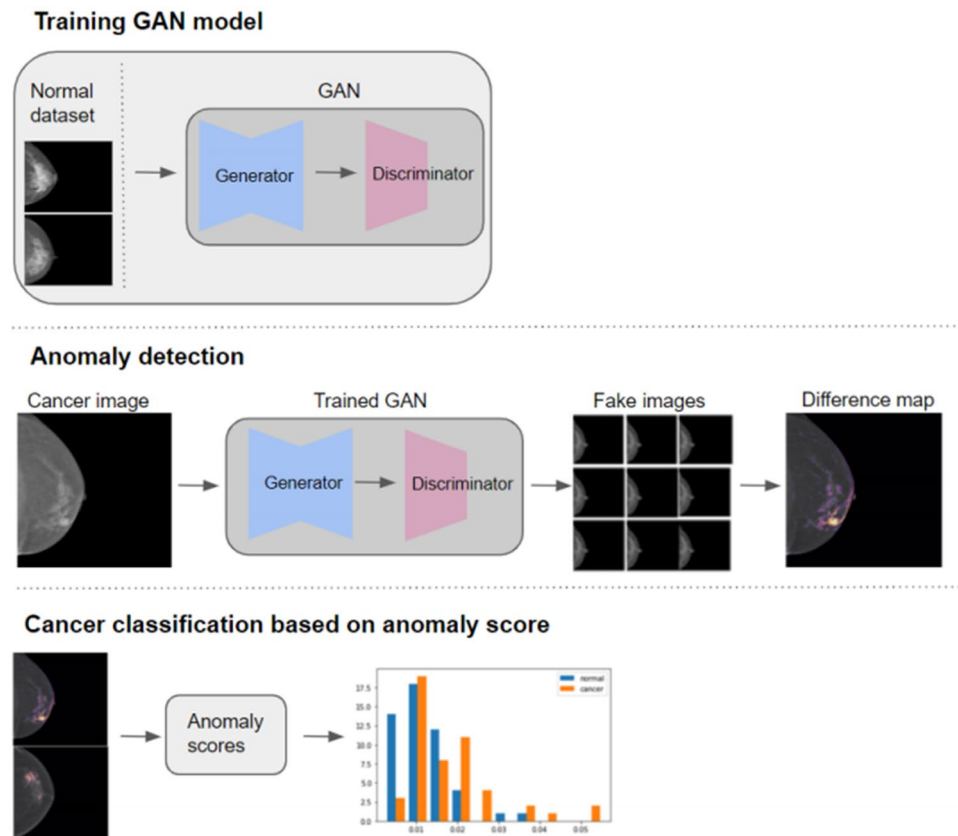 Training GAN model
Normal
dataset
GAN
Generator
Discriminator
Anomaly detection
Cancer image
Trained GAN
Fake images
Difference map
Generator
Discriminator
Cancer classification based on anomaly score
Anomaly
scores
normal
cancer
17.5
15.0
12.5
10.0
7.5
5.0
2.5
0.0
0.01 0.02 0.03 0.04 0.05